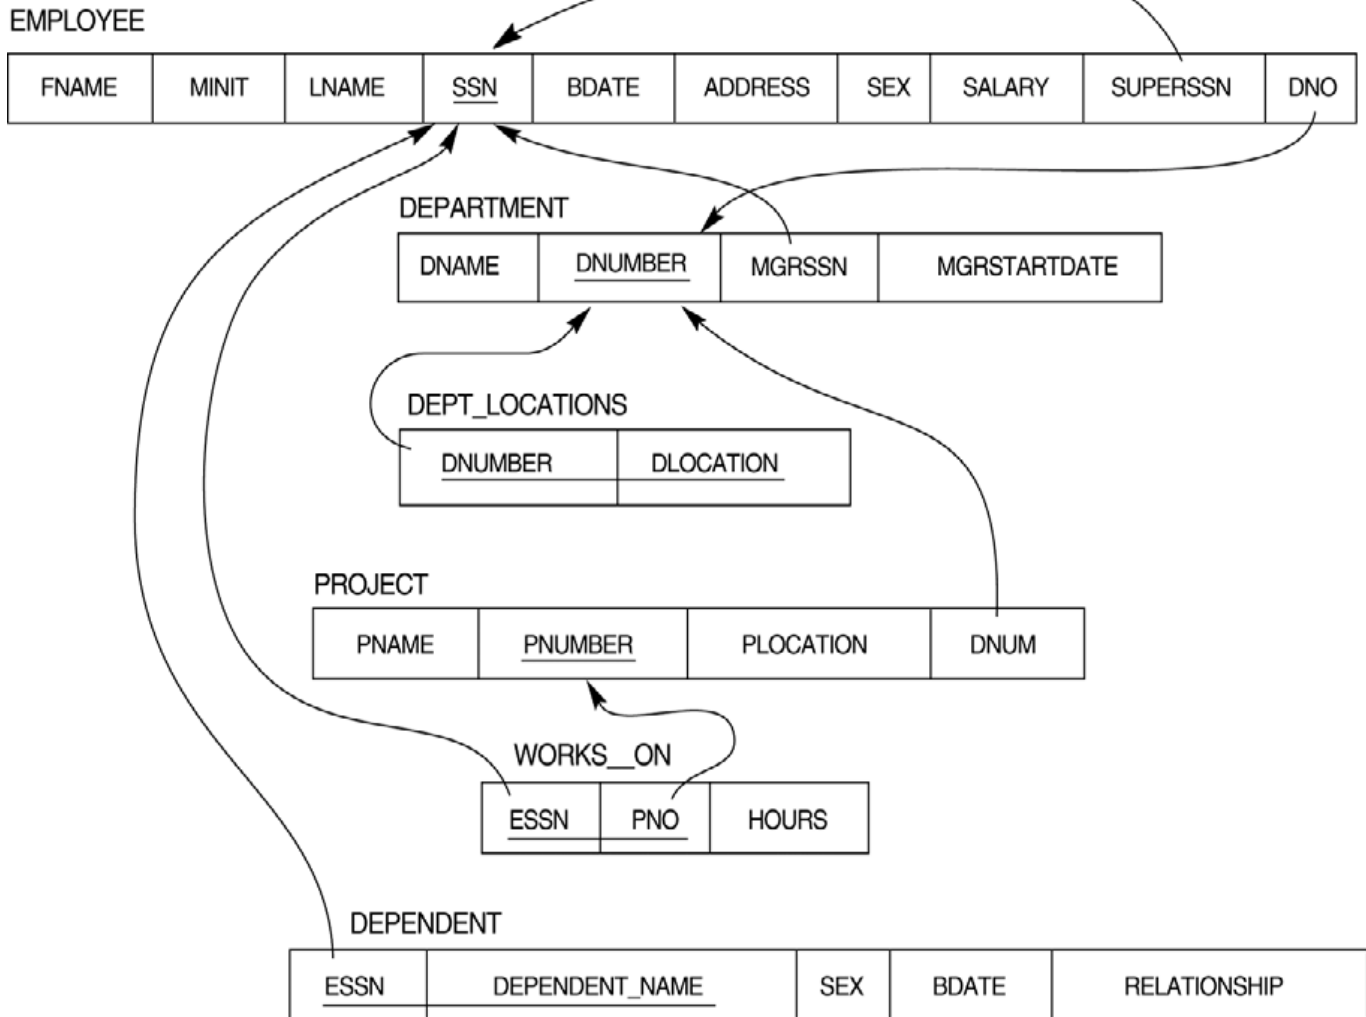 EMPLOYEE
FNAME MINIT LNAME SSN BDATE ADDRESS SEX SALARY SUPERSSN DNO
DEPARTMENT
DNAME DNUMBER MGRSSN MGRSTARTDATE
DEPT_LOCATIONS
DNUMBER DLOCATION
PROJECT
PNAME PNUMBER PLOCATION DNUM
WORKS__ON
ESSN PNO HOURS
DEPENDENT
ESSN DEPENDENT_NAME SEX BDATE RELATIONSHIP